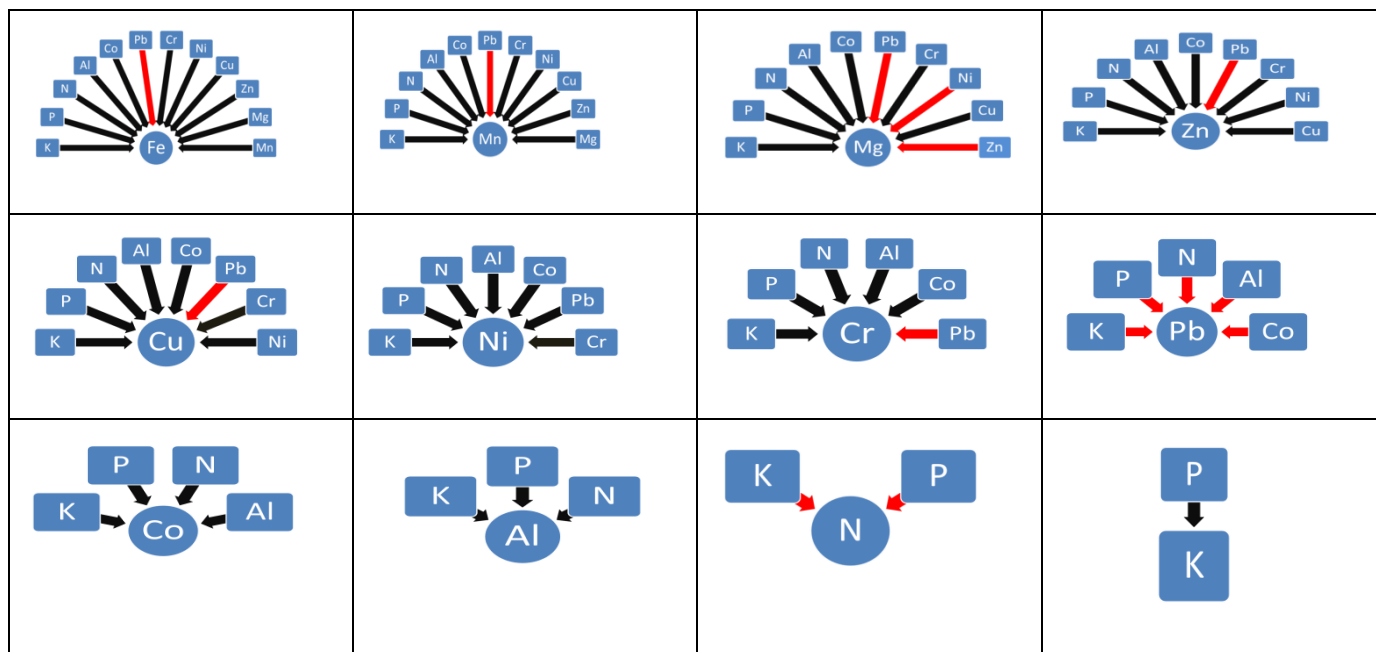 K P N Al Co Pb Cr Ni Cu Zn Mg Mn
Fe
K P N Al Co Pb Cr Ni Cu Zn Mg
Mn
K P N Al Co Pb Cr Ni Cu Zn
Mg
K P N Al Co Pb Cr Ni Cu
Zn
K P N Al Co Pb Cr Ni
Cu
K P N Al Co Pb Cr
Ni
K P N Al Co Pb
Cr
K P N Al Co
Pb
K P N Al
Co
K P N
Al
K P
N
P
K